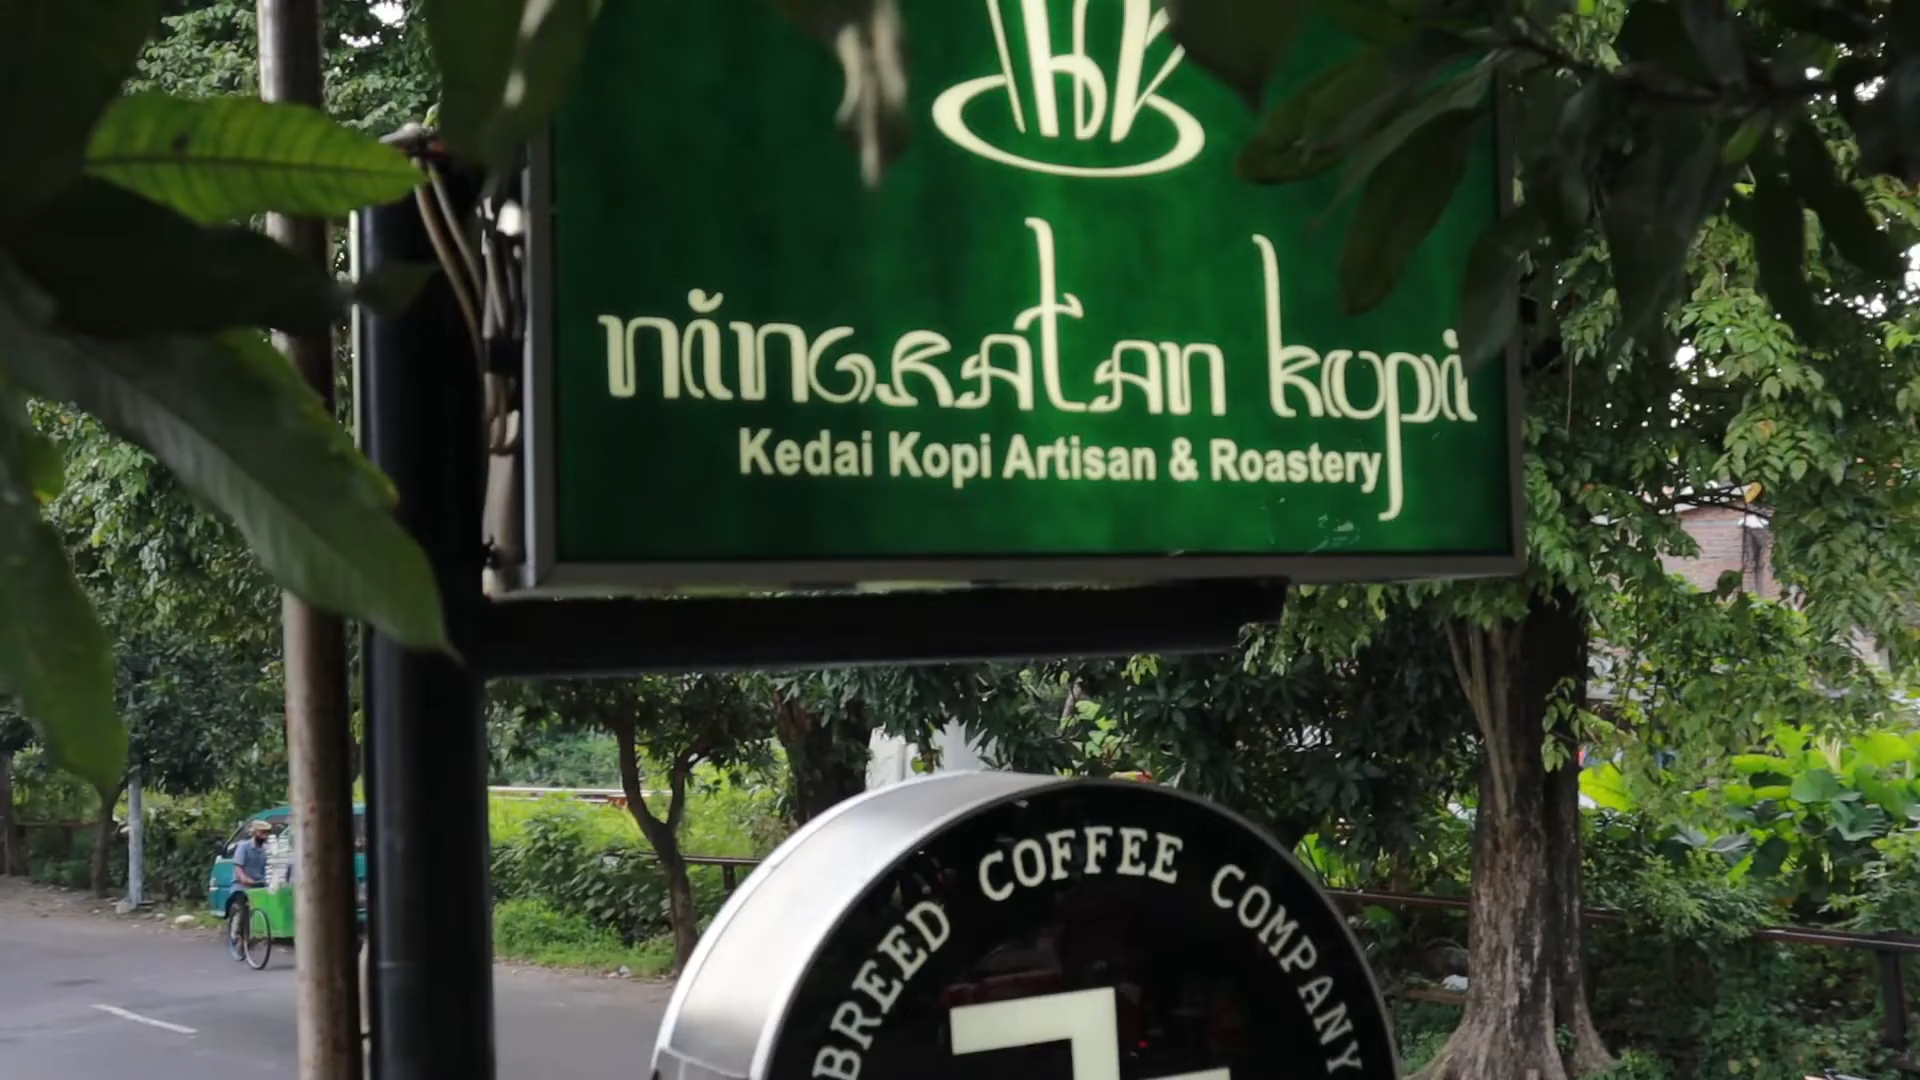 ningratan kopi
Kedai Kopi Artisan & Roastery
BREED COFFEE COMPANY